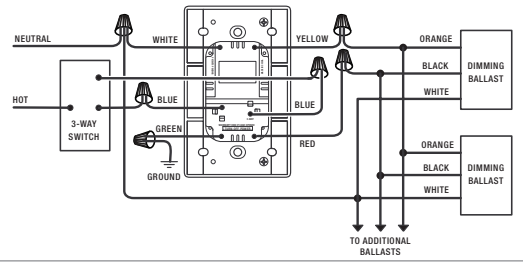 NEUTRAL
WHITE
YELLOW
ORANGE
BLACK
DIMMING
BALLAST
WHITE
HOT
3-WAY
SWITCH
BLUE
BLUE
GREEN
RED
GROUND
ORANGE
BLACK
DIMMING
BALLAST
WHITE
TO ADDITIONAL
BALLASTS